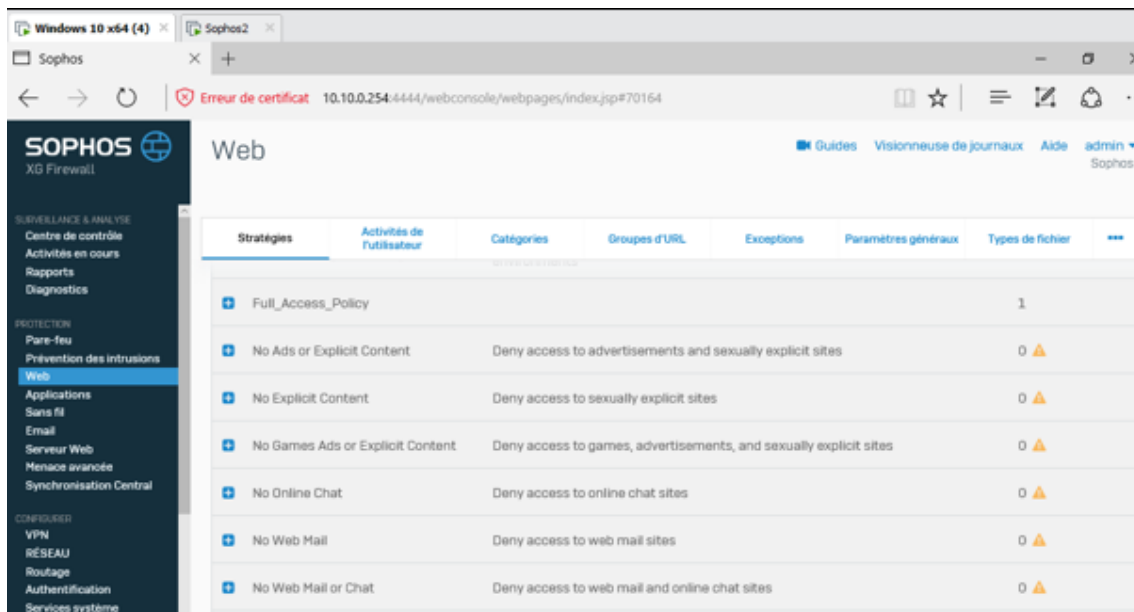 Windows 10 x64 (4)
Sophos2
Sophos
Erreur de certificat 10.10.0.254:4444/webconsole/webpages/index.jsp#70164
SOPHOS
XG Firewall
Web
Guides Visionneuse de journaux Aide admin
Sophos
SURVEILLANCE & ANALYSE
Centre de contrôle
Activités en cours
Rapports
Diagnostics
PROTECTION
Pare-feu
Prévention des intrusions
Web
Applications
Sans fil
Email
Serveur Web
Menace avancée
Synchronisation Central
CONFIGURER
VPN
RÉSEAU
Routage
Authentification
Services système
Stratégies
Activités de
l'utilisateur
Catégories
Groupes d'URL
Exceptions
Paramètres généraux
Types de fichier
environments
Full_Access_Policy 1
No Ads or Explicit Content Deny access to advertisements and sexually explicit sites 0
No Explicit Content Deny access to sexually explicit sites 0
No Games Ads or Explicit Content Deny access to games, advertisements, and sexually explicit sites 0
No Online Chat Deny access to online chat sites 0
No Web Mail Deny access to web mail sites 0
No Web Mail or Chat Deny access to web mail and online chat sites 0